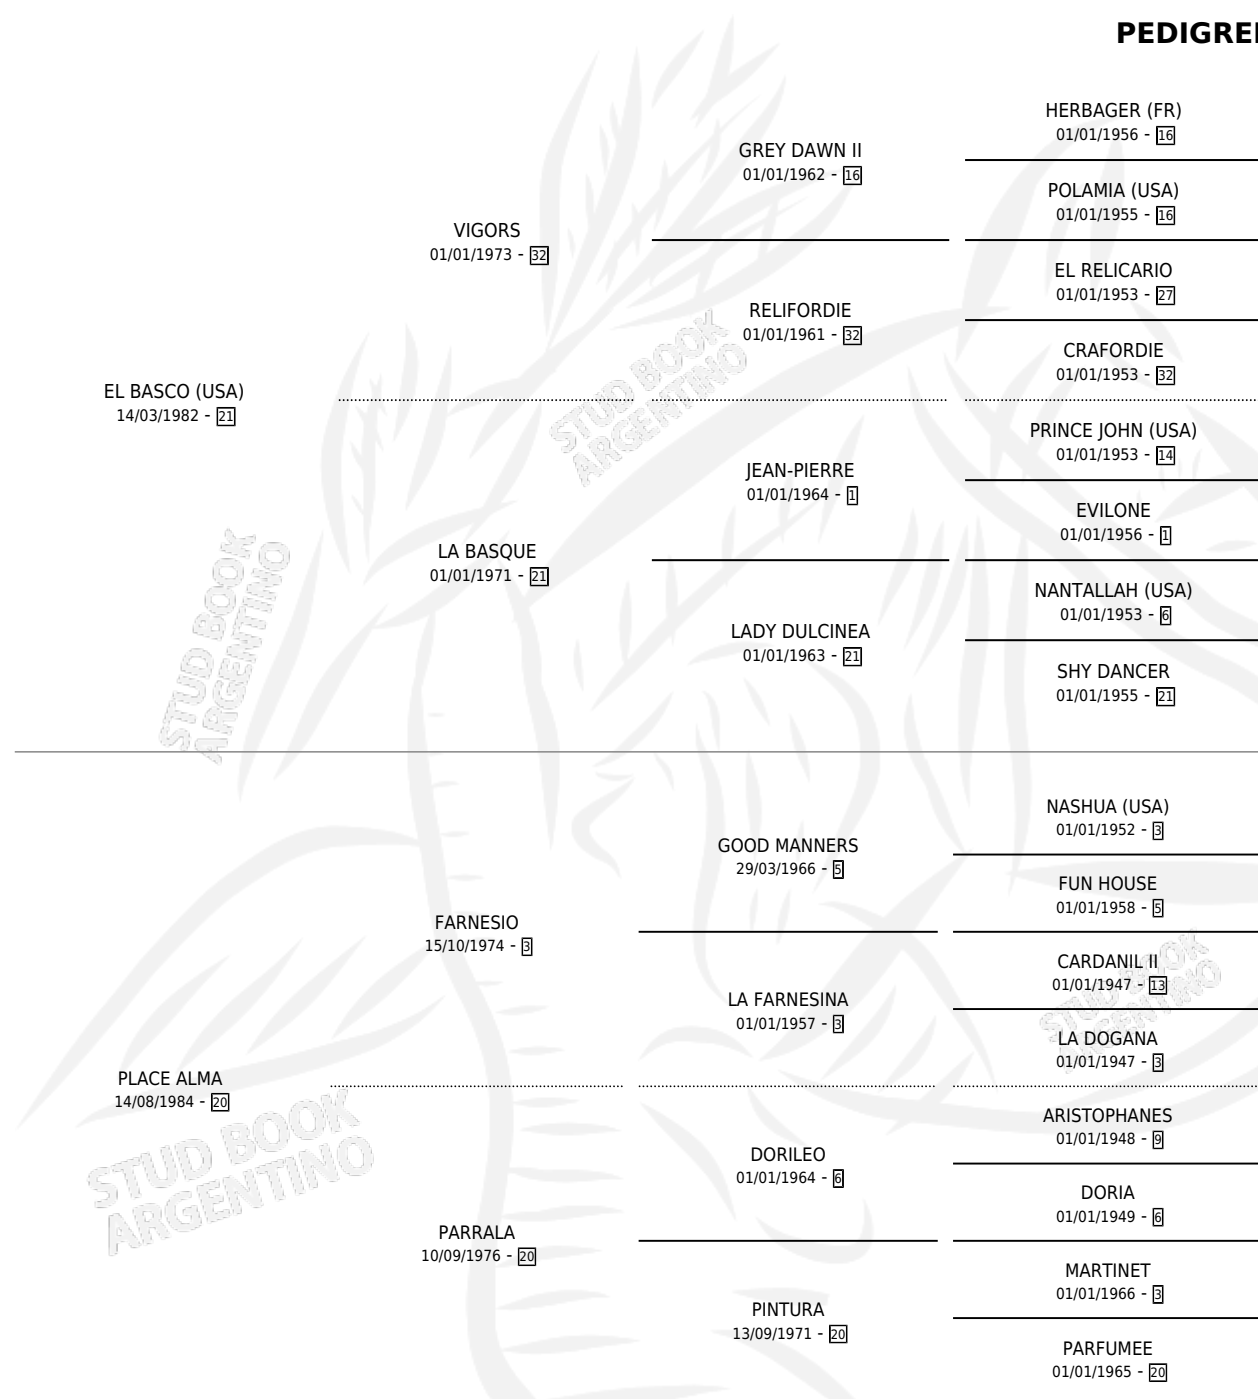 PEDIGREE
HERBAGER (FR)
01/01/1956 - 16
GREY DAWN II
01/01/1962 - 16
POLAMIA (USA)
01/01/1955 - 16
VIGORS
01/01/1973 - 32
EL RELICARIO
01/01/1953 - 27
RELIFORDIE
01/01/1961 - 32
CRAFORDIE
01/01/1953 - 32
EL BASCO (USA)
14/03/1982 - 21
PRINCE JOHN (USA)
01/01/1953 - 14
JEAN-PIERRE
01/01/1964 - 1
EVILONE
01/01/1956 - 1
LA BASQUE
01/01/1971 - 21
NANTALLAH (USA)
01/01/1953 - 6
LADY DULCINEA
01/01/1963 - 21
SHY DANCER
01/01/1955 - 21
NASHUA (USA)
01/01/1952 - 3
GOOD MANNERS
29/03/1966 - 5
FUN HOUSE
01/01/1958 - 5
FARNESIO
15/10/1974 - 3
CARDANIL II
01/01/1947 - 13
LA FARNESINA
01/01/1957 - 3
LA DOGANA
01/01/1947 - 3
PLACE ALMA
14/08/1984 - 20
ARISTOPHANES
01/01/1948 - 9
DORILEO
01/01/1964 - 6
DORIA
01/01/1949 - 6
PARRALA
10/09/1976 - 20
MARTINET
01/01/1966 - 3
PINTURA
13/09/1971 - 20
PARFUMEE
01/01/1965 - 20
STUD BOOK
ARGENTINO
STUD BOOK
ARGENTINO
STUD BOOK
ARGENTINO
STUD BOOK
ARGENTINO